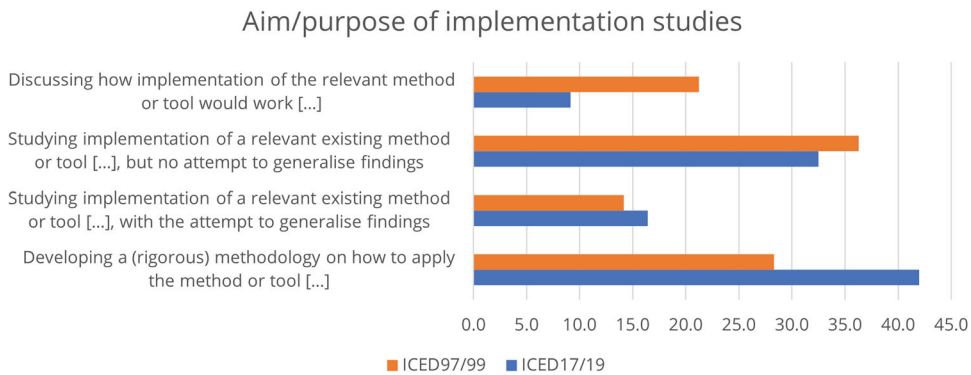 Aim/purpose of implementation studies
Discussing how implementation of the relevant method
or tool would work [...]
Studying implementation of a relevant existing method
or tool [...], but no attempt to generalise findings
Studying implementation of a relevant existing method
or tool [...], with the attempt to generalise findings
Developing a (rigorous) methodology on how to apply
the method or tool [...]
0.0 5.0 10.0 15.0 20.0 25.0 30.0 35.0 40.0 45.0
ICED97/99 ICED17/19